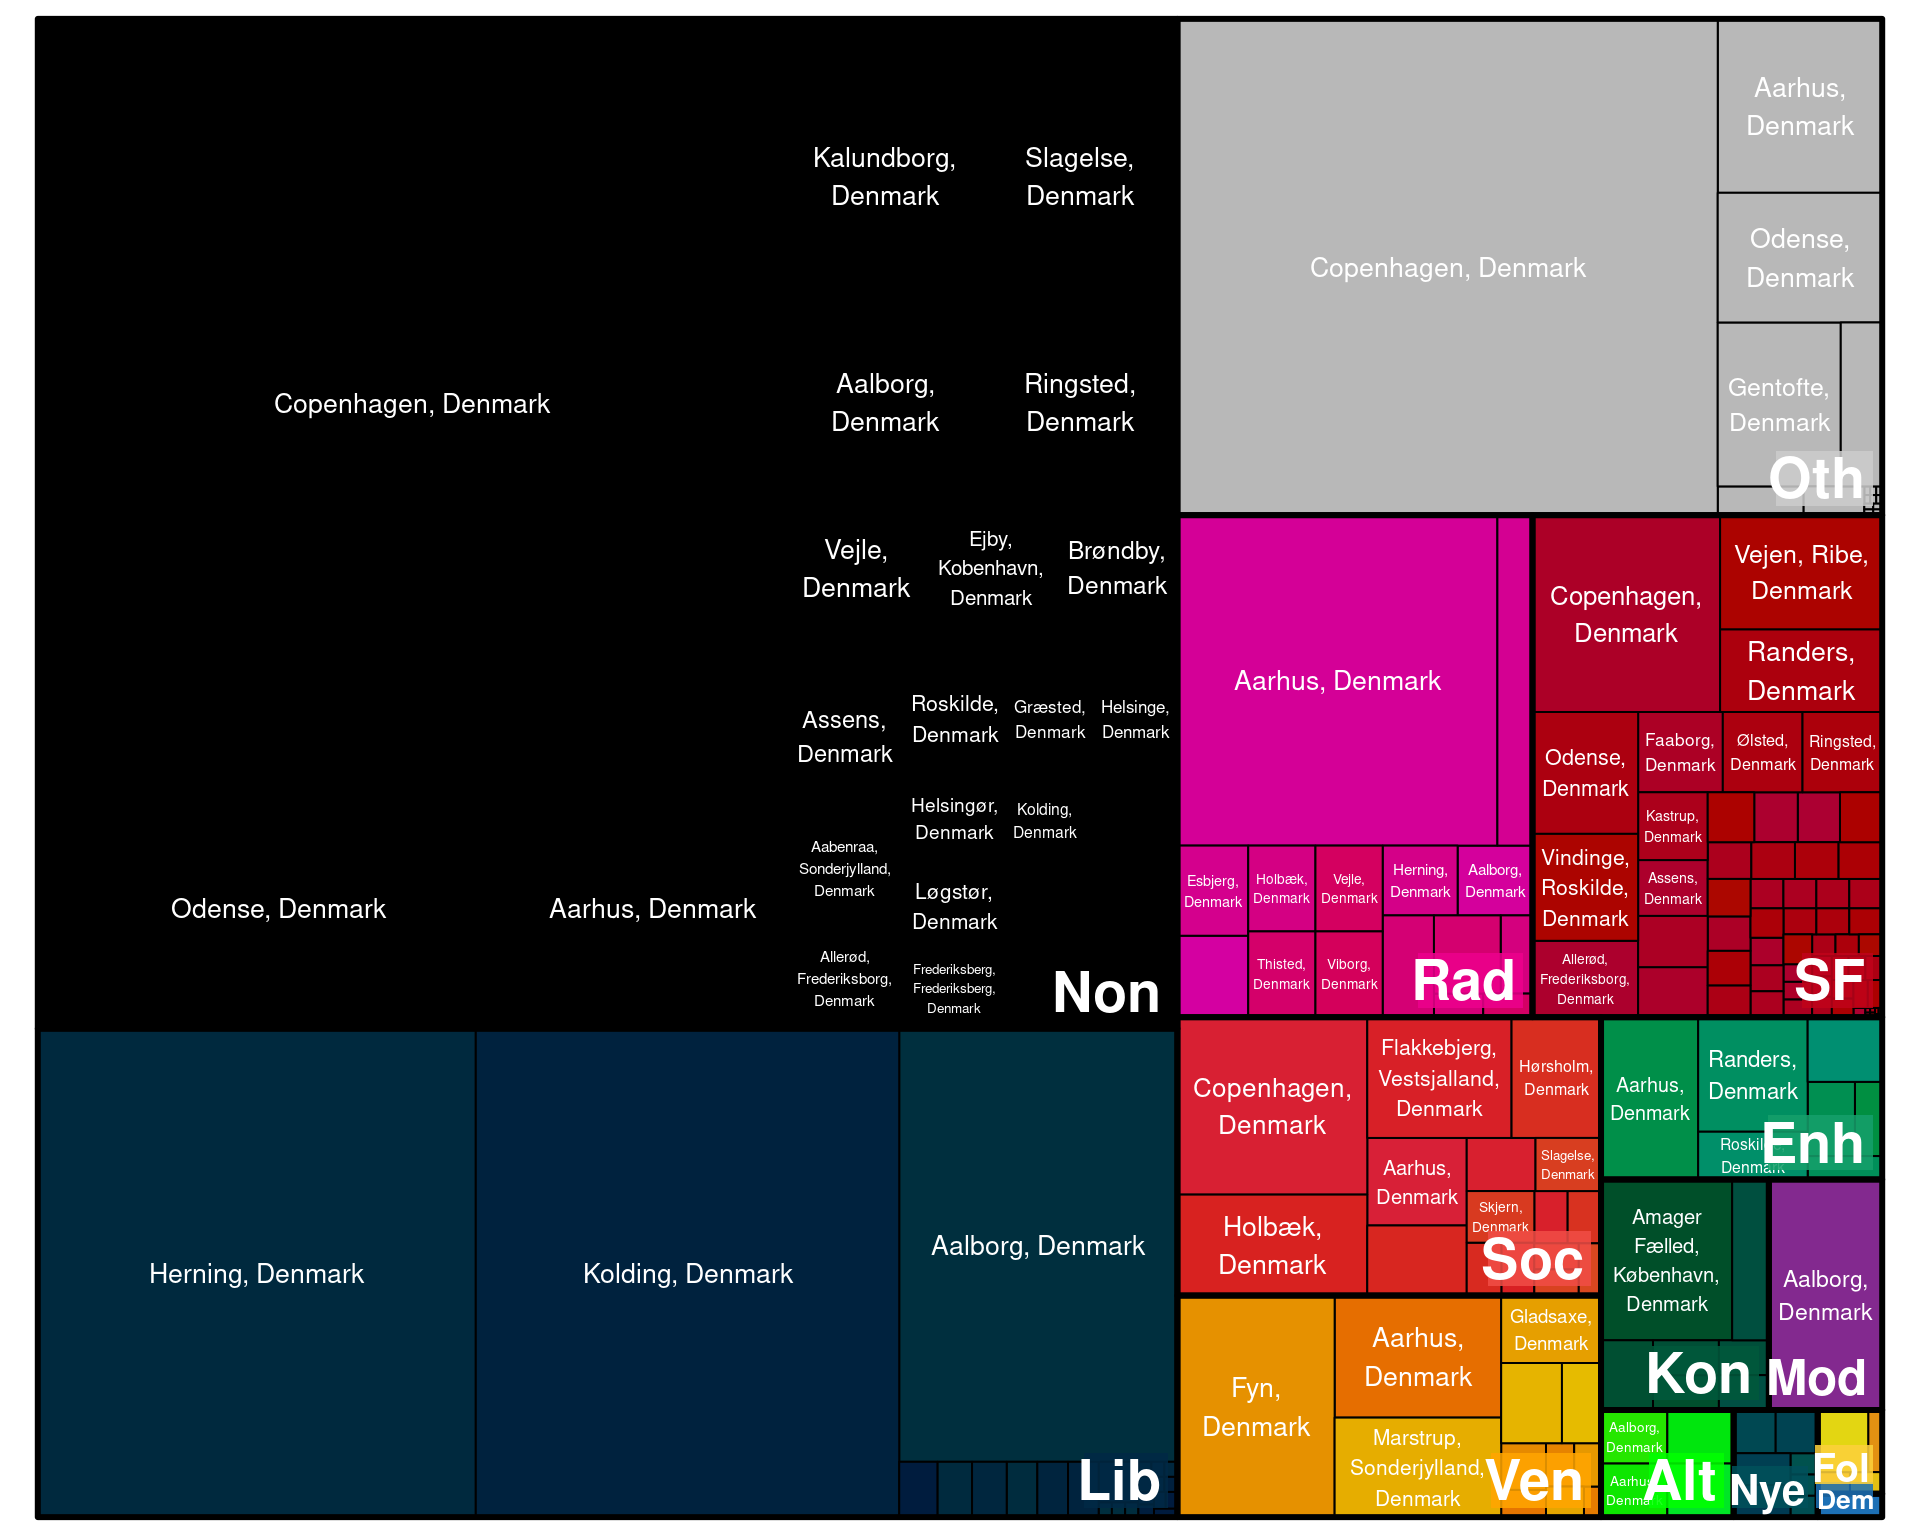 Copenhagen, Denmark
Kalundborg,
Denmark
Slagelse,
Denmark
Aalborg,
Denmark
Ringsted,
Denmark
Vejle,
Denmark
Ejby,
Kobenhavn,
Denmark
Brøndby,
Denmark
Odense, Denmark
Aarhus, Denmark
Assens,
Denmark
Roskilde,
Denmark
Græsted,
Denmark
Helsinge,
Denmark
Helsingør,
Denmark
Kolding,
Denmark
Aabenraa,
Sonderjylland,
Denmark
Løgstør,
Denmark
Allerød,
Frederiksborg,
Denmark
Frederiksberg,
Frederiksberg,
Denmark
Non
Herning, Denmark
Kolding, Denmark
Aalborg, Denmark
Lib
Copenhagen, Denmark
Aarhus,
Denmark
Odense,
Denmark
Gentofte,
Denmark
Oth
Aarhus, Denmark
Esbjerg,
Denmark
Holbæk,
Denmark
Vejle,
Denmark
Herning,
Denmark
Aalborg,
Denmark
Thisted,
Denmark
Viborg,
Denmark
Rad
Copenhagen,
Denmark
Vejen, Ribe,
Denmark
Randers,
Denmark
Odense,
Denmark
Faaborg,
Denmark
Ølsted,
Denmark
Ringsted,
Denmark
Kastrup,
Denmark
Vindinge,
Roskilde,
Denmark
Assens,
Denmark
Allerød,
Frederiksborg,
Denmark
SF
Copenhagen,
Denmark
Flakkebjerg,
Vestsjalland,
Denmark
Hørsholm,
Denmark
Aarhus,
Denmark
Slagelse,
Denmark
Skjern,
Denmark
Holbæk,
Denmark
Soc
Aarhus,
Denmark
Randers,
Denmark
Roskilde,
Denmark
Enh
Amager
Fælled,
København,
Denmark
Kon
Aalborg,
Denmark
Mod
Fyn,
Denmark
Aarhus,
Denmark
Gladsaxe,
Denmark
Marstrup,
Sonderjylland,
Denmark
Ven
Aalborg,
Denmark
Aarhus,
Denmark
Alt
Nye
Fol
Dem